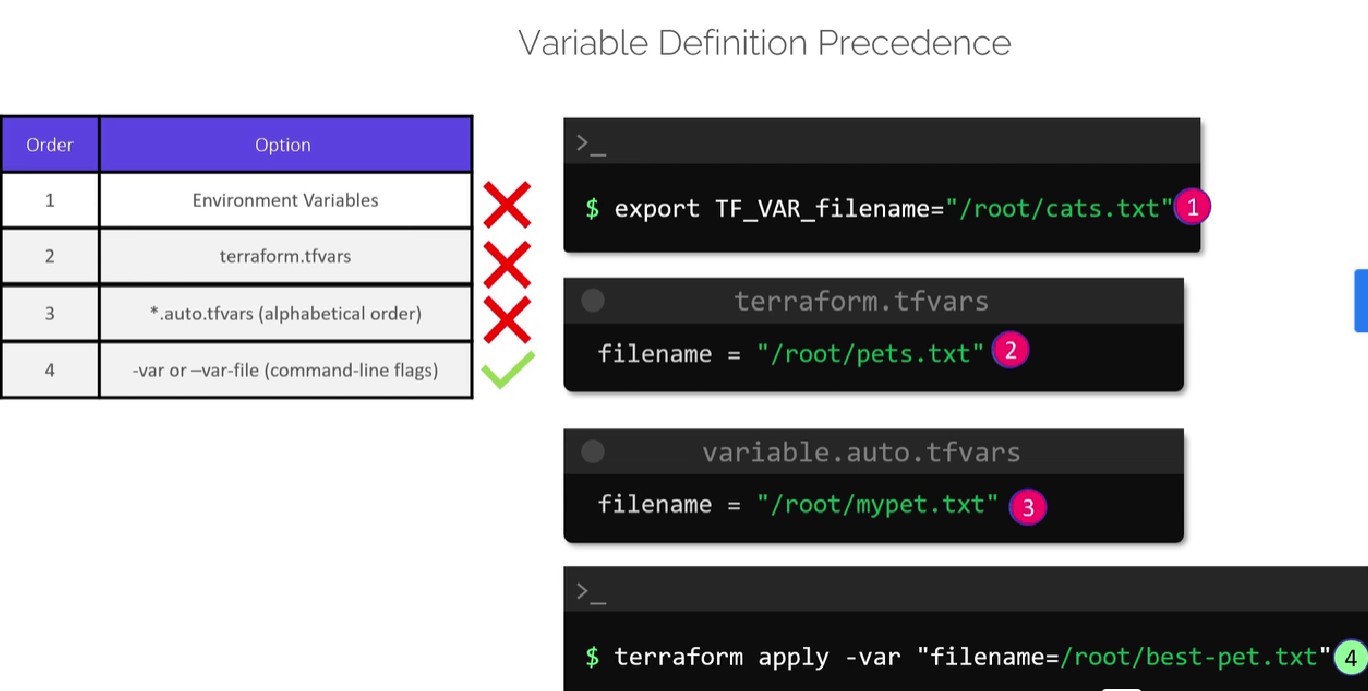 Variable Definition Precedence
Order Option
1 Environment Variables
2 terraform.tfvars
3 *.auto.tfvars (alphabetical order)
4 -var or –var-file (command-line flags)
>_
$ export TF_VAR_filename="/root/cats.txt" 1
terraform.tfvars
filename = "/root/pets.txt" 2
variable.auto.tfvars
filename = "/root/mypet.txt" 3
>_
$ terraform apply -var "filename=/root/best-pet.txt" 4